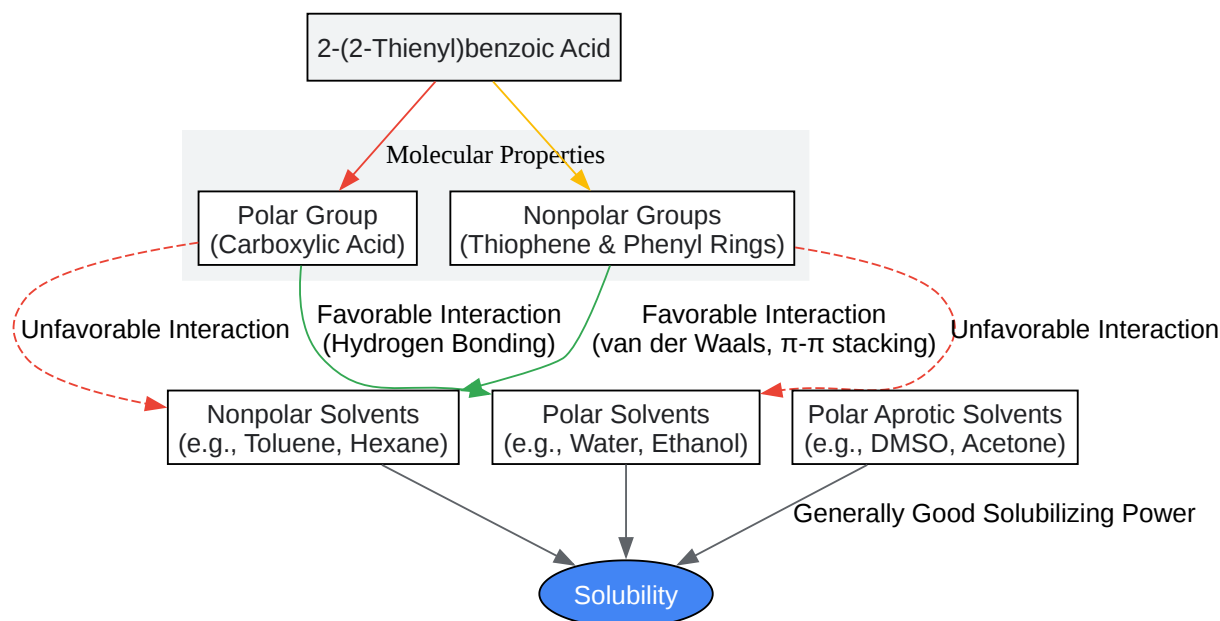 2-(2-Thienyl)benzoic Acid
Molecular Properties
Polar Group
(Carboxylic Acid)
Nonpolar Groups
(Thiophene & Phenyl Rings)
Unfavorable Interaction
Favorable Interaction
(Hydrogen Bonding)
Favorable Interaction
(van der Waals, π-π stacking)
Unfavorable Interaction
Nonpolar Solvents
(e.g., Toluene, Hexane)
Polar Solvents
(e.g., Water, Ethanol)
Polar Aprotic Solvents
(e.g., DMSO, Acetone)
Generally Good Solubilizing Power
Solubility